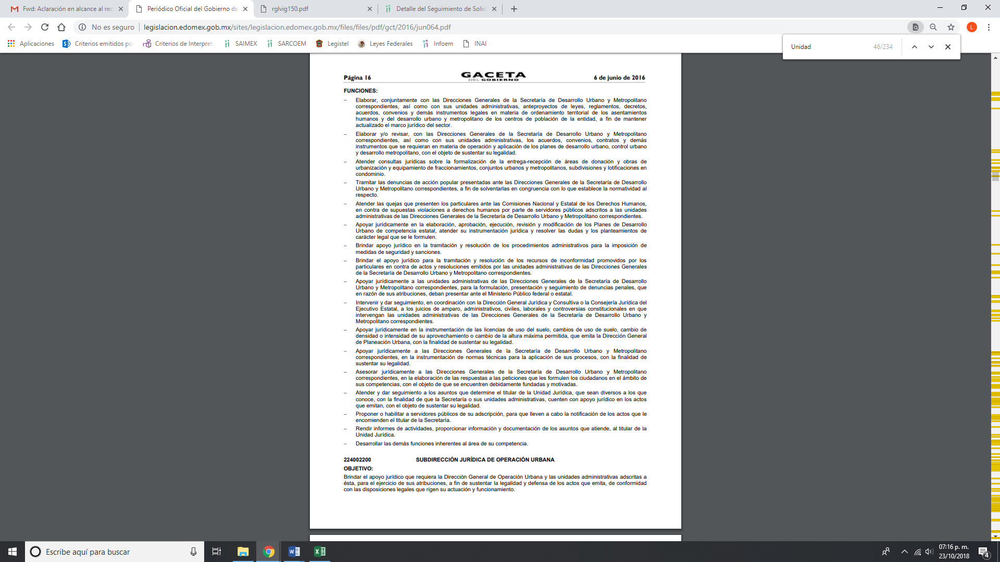 Fwd: Aclaración en alcance al rec
Periódico Oficial del Gobierno de
rglvig150.pdf
Detalle del Seguimiento de Solici
No es seguro
legislacion.edomex.gob.mx/sites/legislacion.edomex.gob.mx/files/files/pdf/gct/2016/jun064.pdf
L
Aplicaciones
Criterios emitidos po
Criterios de Interpret
SAIMEX
SARCOEM
Legistel
Leyes Federales
Infoem
INAI
Unidad
46/234
Página 16
GACETA
DEL GOBIERNO
6 de junio de 2016
FUNCIONES:
– Elaborar, conjuntamente con las Direcciones Generales de la Secretaría de Desarrollo Urbano y Metropolitano
correspondientes, así como con sus unidades administrativas, anteproyectos de leyes, reglamentos, decretos,
acuerdos, convenios y demás instrumentos legales en materia de ordenamiento territorial de los asentamientos
humanos y del desarrollo urbano y metropolitano de los centros de población de la entidad, a fin de mantener
actualizado el marco jurídico del sector.
– Elaborar y/o revisar, con las Direcciones Generales de la Secretaría de Desarrollo Urbano y Metropolitano
correspondientes, así como con sus unidades administrativas, los acuerdos, convenios, contratos y demás
instrumentos que se requieran en materia de operación y aplicación de los planes de desarrollo urbano, control urbano
y desarrollo metropolitano, con el objeto de sustentar su legalidad.
– Atender consultas jurídicas sobre la formalización de la entrega-recepción de áreas de donación y obras de
urbanización y equipamiento de fraccionamientos, conjuntos urbanos y metropolitanos, subdivisiones y lotificaciones en
condominio.
– Tramitar las denuncias de acción popular presentadas ante las Direcciones Generales de la Secretaría de Desarrollo
Urbano y Metropolitano correspondientes, a fin de solventarlas en congruencia con lo que establece la normatividad al
respecto.
– Atender las quejas que presenten los particulares ante las Comisiones Nacional y Estatal de los Derechos Humanos,
en contra de supuestas violaciones a derechos humanos por parte de servidores públicos adscritos a las unidades
administrativas de las Direcciones Generales de la Secretaría de Desarrollo Urbano y Metropolitano correspondientes.
– Apoyar jurídicamente en la elaboración, aprobación, ejecución, revisión y modificación de los Planes de Desarrollo
Urbano de competencia estatal, atender su instrumentación jurídica y resolver las dudas y los planteamientos de
carácter legal que se le formulen.
– Brindar apoyo jurídico en la tramitación y resolución de los procedimientos administrativos para la imposición de
medidas de seguridad y sanciones.
– Brindar el apoyo jurídico para la tramitación y resolución de los recursos de inconformidad promovidos por los
particulares en contra de actos y resoluciones emitidos por las unidades administrativas de las Direcciones Generales
de la Secretaría de Desarrollo Urbano y Metropolitano correspondientes.
– Apoyar jurídicamente a las unidades administrativas de las Direcciones Generales de la Secretaría de Desarrollo
Urbano y Metropolitano correspondientes, para la formulación, presentación y seguimiento de denuncias penales, que
en razón de sus atribuciones, deban presentar ante el Ministerio Público federal o estatal.
– Intervenir y dar seguimiento, en coordinación con la Dirección General Jurídica y Consultiva o la Consejería Jurídica del
Ejecutivo Estatal, a los juicios de amparo, administrativos, civiles, laborales y controversias constitucionales en que
intervengan las unidades administrativas de las Direcciones Generales de la Secretaría de Desarrollo Urbano y
Metropolitano correspondientes.
– Apoyar jurídicamente en la instrumentación de las licencias de uso del suelo, cambios de uso de suelo, cambio de
densidad o intensidad de su aprovechamiento o cambio de la altura máxima permitida, que emita la Dirección General
de Planeación Urbana, con la finalidad de sustentar su legalidad.
– Apoyar jurídicamente a las Direcciones Generales de la Secretaría de Desarrollo Urbano y Metropolitano
correspondientes, en la instrumentación de normas técnicas para la aplicación de sus procesos, con la finalidad de
sustentar su legalidad.
– Asesorar jurídicamente a las Direcciones Generales de la Secretaría de Desarrollo Urbano y Metropolitano
correspondientes, en la elaboración de las respuestas a las peticiones que les formulen los ciudadanos en el ámbito de
sus competencias, con el objeto de que se encuentren debidamente fundadas y motivadas.
– Atender y dar seguimiento a los asuntos que determine el titular de la Unidad Jurídica, que sean diversos a los que
conoce, con la finalidad de que la Secretaría o sus unidades administrativas, cuenten con apoyo jurídico en los actos
que emitan, con el objeto de sustentar su legalidad.
– Proponer o habilitar a servidores públicos de su adscripción, para que lleven a cabo la notificación de los actos que le
encomienden el titular de la Secretaría.
– Rendir informes de actividades, proporcionar información y documentación de los asuntos que atiende, al titular de la
Unidad Jurídica.
– Desarrollar las demás funciones inherentes al área de su competencia.
224002200 SUBDIRECCIÓN JURÍDICA DE OPERACIÓN URBANA
OBJETIVO:
Brindar el apoyo jurídico que requiera la Dirección General de Operación Urbana y las unidades administrativas adscritas a
ésta, para el ejercicio de sus atribuciones, a fin de sustentar la legalidad y defensa de los actos que emita, de conformidad
con las disposiciones legales que rigen su actuación y funcionamiento.
Escribe aquí para buscar
07:16 p. m.
23/10/2018
4